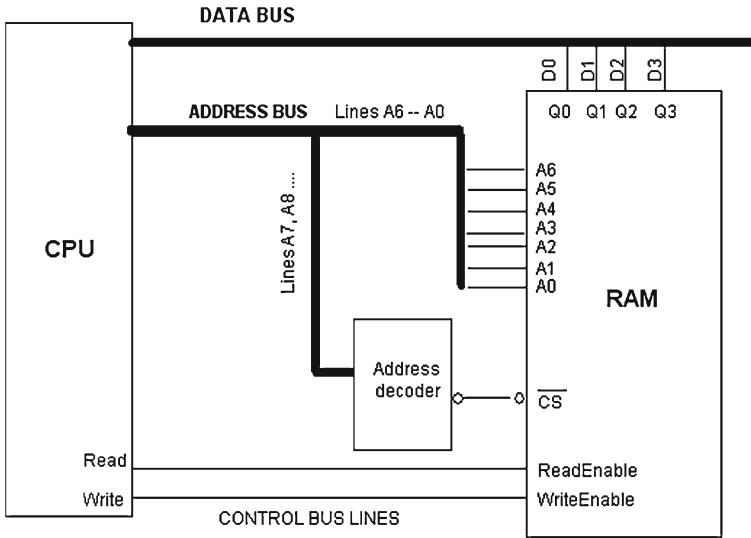 DATA BUS
D0 D1 D2 D3
Q0 Q1 Q2 Q3
ADDRESS BUS Lines A6 -- A0
Lines A7, A8 ....
A6
A5
A4
A3
A2
A1
A0
CPU
RAM
Address
decoder
CS
Read
ReadEnable
Write
WriteEnable
CONTROL BUS LINES